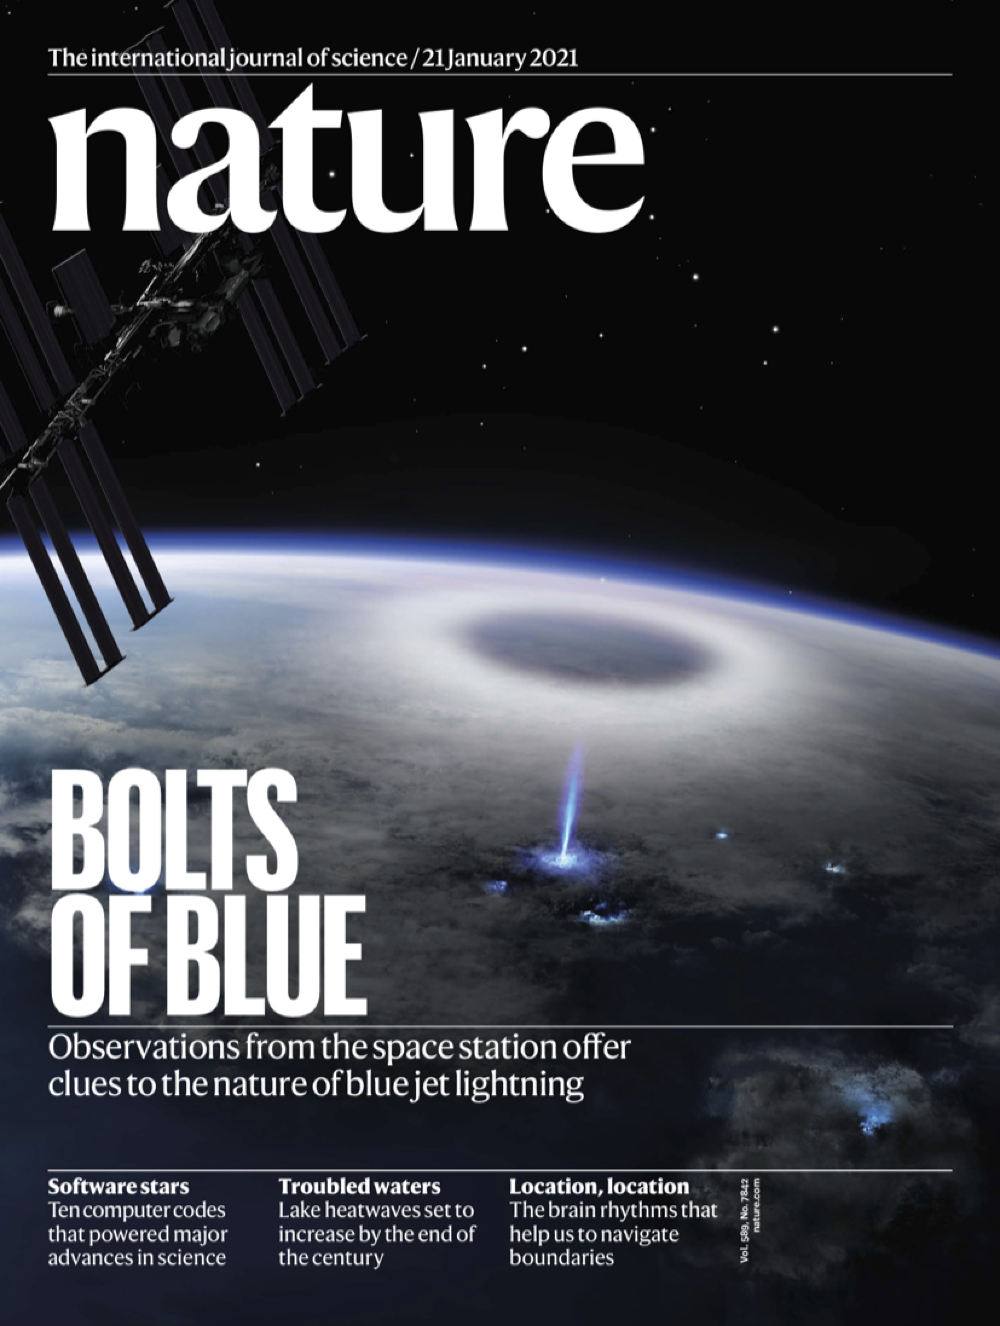 The international journal of science / 21 January 2021
nature
BOLTS
OF BLUE
Observations from the space station offer
clues to the nature of blue jet lightning
Software stars
Ten computer codes
that powered major
advances in science
Troubled waters
Lake heatwaves set to
increase by the end of
the century
Location, location
The brain rhythms that
help us to navigate
boundaries
Vol. 589, No. 7842
nature.com